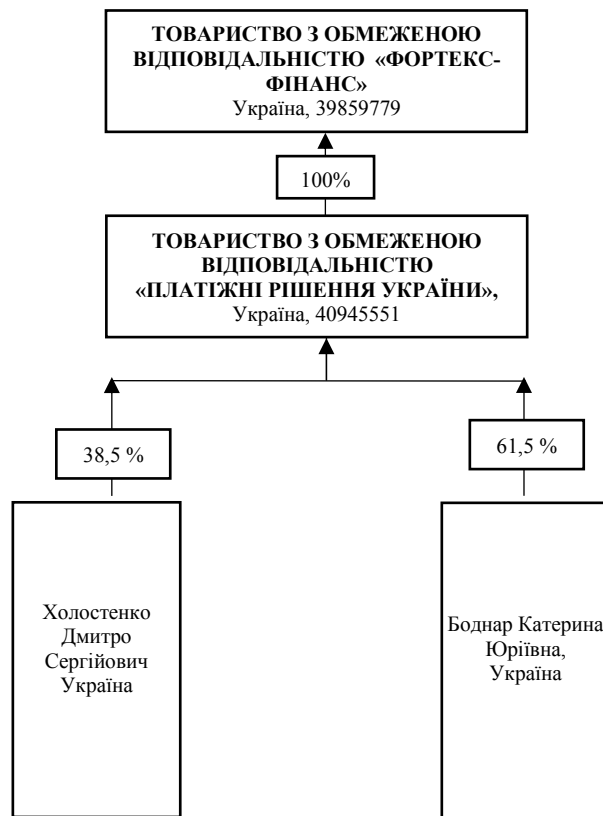 ТОВАРИСТВО З ОБМЕЖЕНОЮ
ВІДПОВІДАЛЬНІСТЮ «ФОРТЕКС-
ФІНАНС»
Україна, 39859779
100%
ТОВАРИСТВО З ОБМЕЖЕНОЮ
ВІДПОВІДАЛЬНІСТЮ
«ПЛАТІЖНІ РІШЕННЯ УКРАЇНИ»,
Україна, 40945551
38,5 %
61,5 %
Холостенко
Дмитро
Сергійович
Україна
Боднар Катерина
Юріївна,
Україна